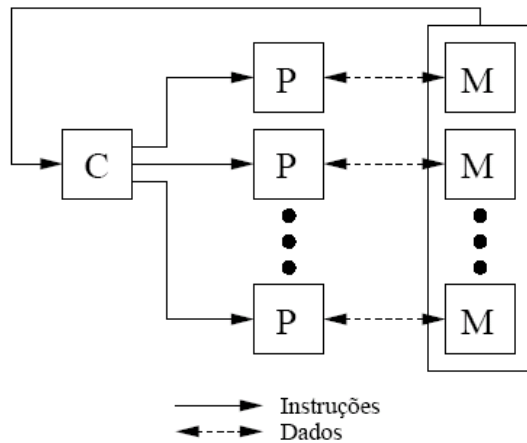 P M
C P M
P M
Instruções
Dados